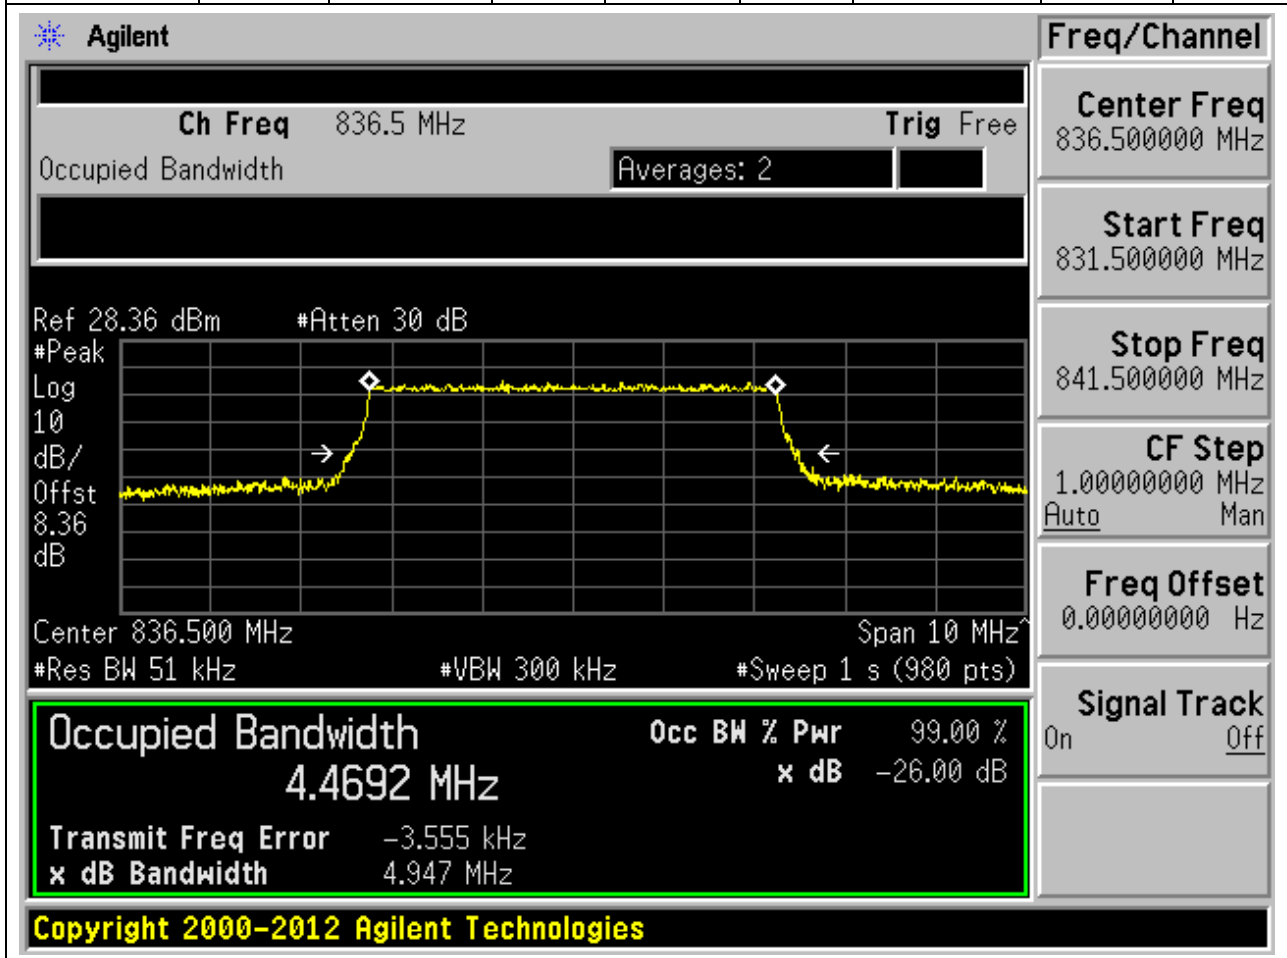 Agilent
Freq/Channel
Ch Freq 836.5 MHz Trig Free
Occupied Bandwidth Averages: 2
Center Freq
836.500000 MHz
Start Freq
831.500000 MHz
Stop Freq
841.500000 MHz
CF Step
1.00000000 MHz
Auto Man
Freq Offset
0.00000000 Hz
Signal Track
On Off
Ref 28.36 dBm #Atten 30 dB
#Peak
Log
10
dB/
Offst
8.36
dB
Center 836.500 MHz Span 10 MHz^
#Res BW 51 kHz #VBW 300 kHz #Sweep 1 s (980 pts)
Occupied Bandwidth Occ BW % Pwr 99.00 %
4.4692 MHz x dB -26.00 dB
Transmit Freq Error -3.555 kHz
x dB Bandwidth 4.947 MHz
Copyright 2000-2012 Agilent Technologies